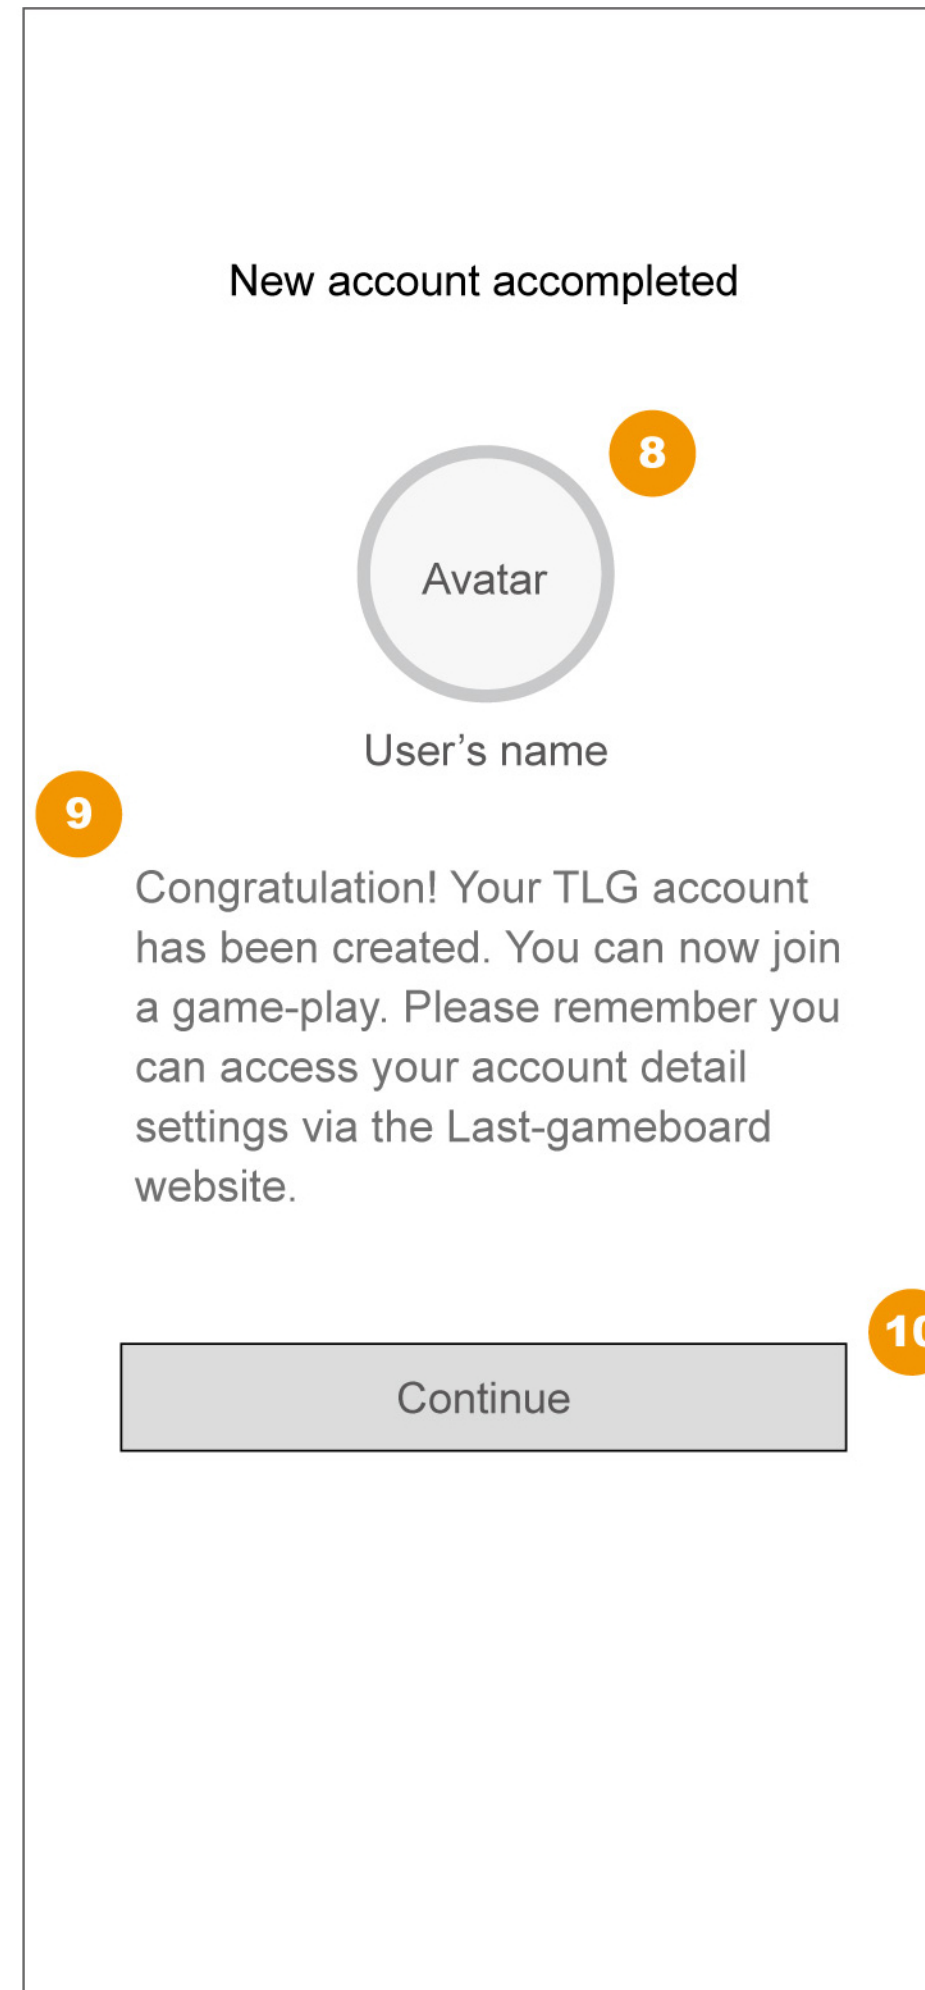 New account accompleted
8
Avatar
User’s name
9
Congratulation! Your TLG account
has been created. You can now join
a game-play. Please remember you
can access your account detail
settings via the Last-gameboard
website.
10
Continue